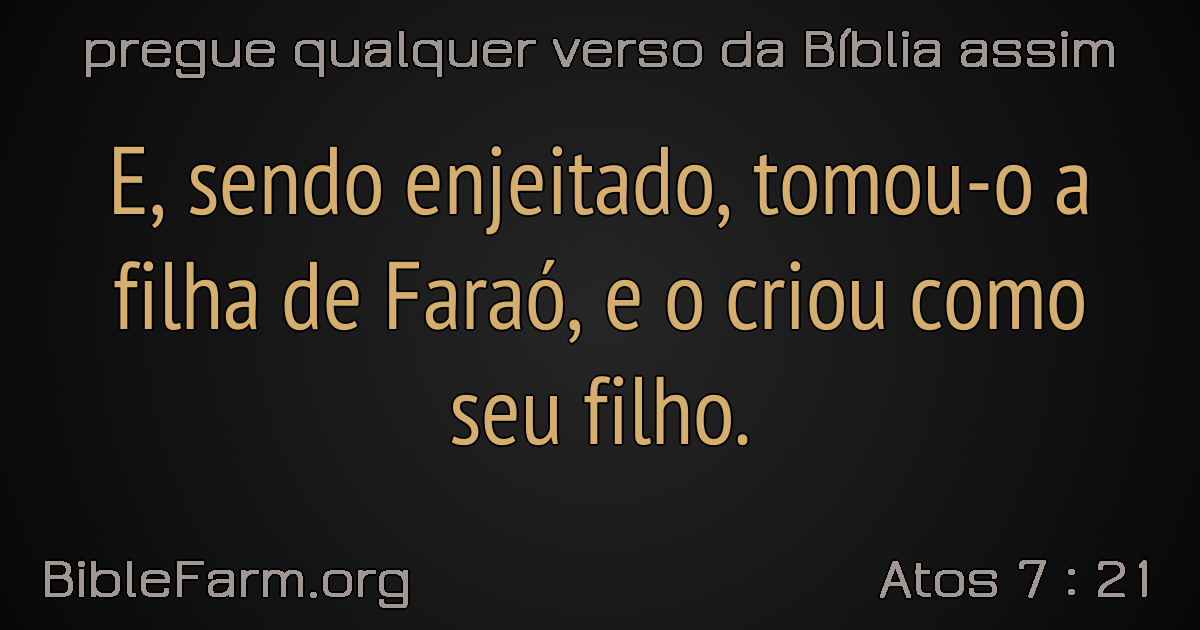 pregue qualquer verso da Bíblia assim
E, sendo enjeitado, tomou-o a
filha de Faraó, e o criou como
seu filho.
BibleFarm.org
Atos 7 : 21